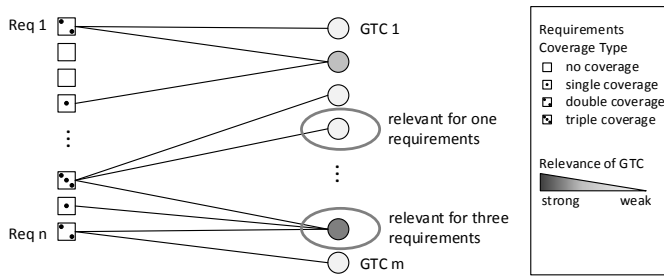 Req 1
GTC 1
relevant for one
requirements
relevant for three
requirements
Req n
GTC m
Requirements
Coverage Type
no coverage
single coverage
double coverage
triple coverage
Relevance of GTC
strong weak